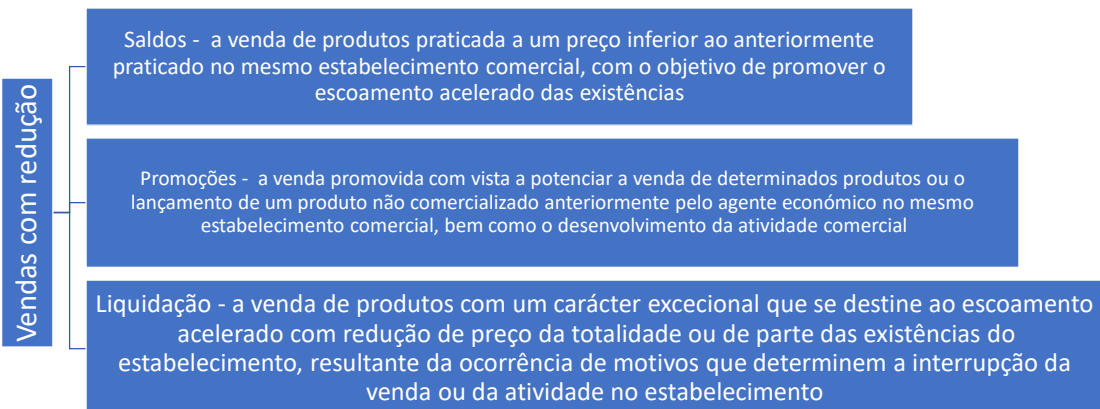 Vendas com redução
Saldos - a venda de produtos praticada a um preço inferior ao anteriormente
praticado no mesmo estabelecimento comercial, com o objetivo de promover o
escoamento acelerado das existências
Promoções - a venda promovida com vista a potenciar a venda de determinados produtos ou o
lançamento de um produto não comercializado anteriormente pelo agente económico no mesmo
estabelecimento comercial, bem como o desenvolvimento da atividade comercial
Liquidação - a venda de produtos com um carácter excecional que se destine ao escoamento
acelerado com redução de preço da totalidade ou de parte das existências do
estabelecimento, resultante da ocorrência de motivos que determinem a interrupção da
venda ou da atividade no estabelecimento